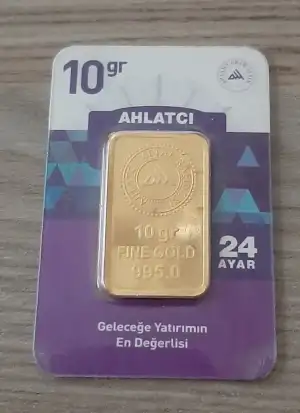 10gr
AHLATCI
10 gr
FINE GOLD
995.0
24
AYAR
Geleceğe Yatırımın
En Değerlisi